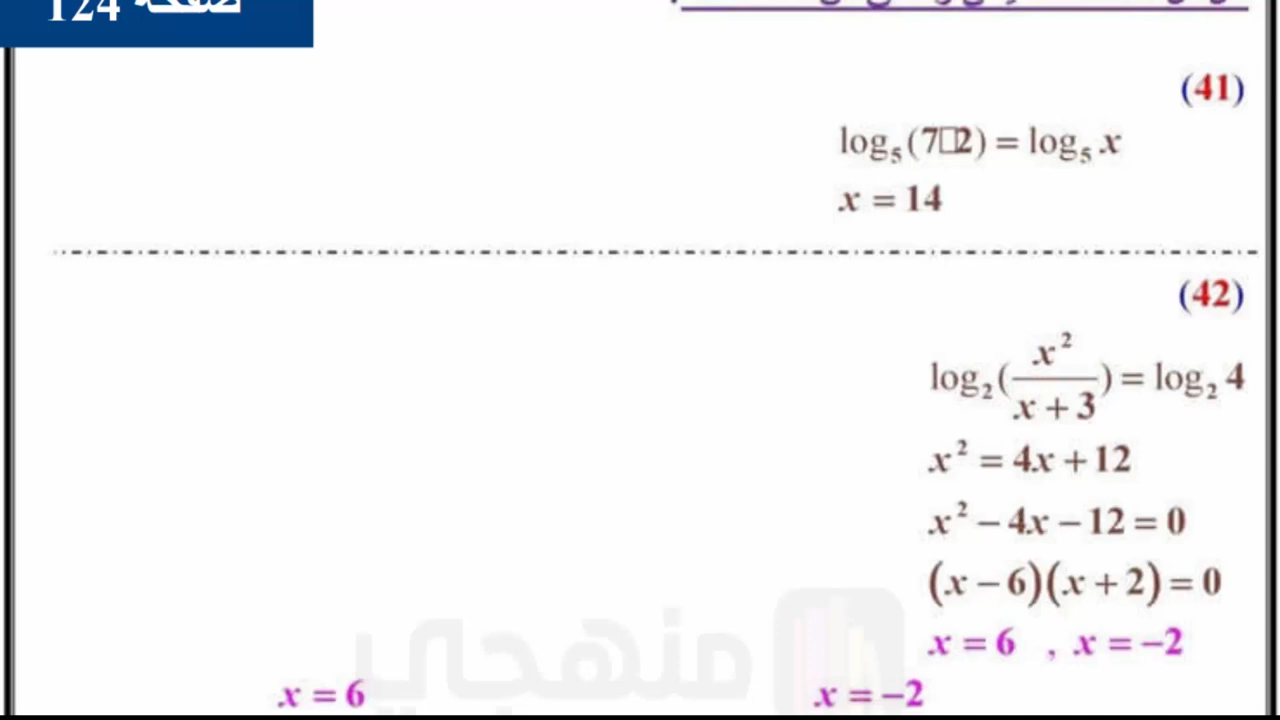 صفحة 124
(41)
log₅(7□2) = log₅ x
x = 14
(42)
log₂(x²/(x + 3)) = log₂ 4
x² = 4x + 12
x² − 4x − 12 = 0
(x − 6)(x + 2) = 0
x = 6 , x = −2
منهجي
x = 6 x = −2